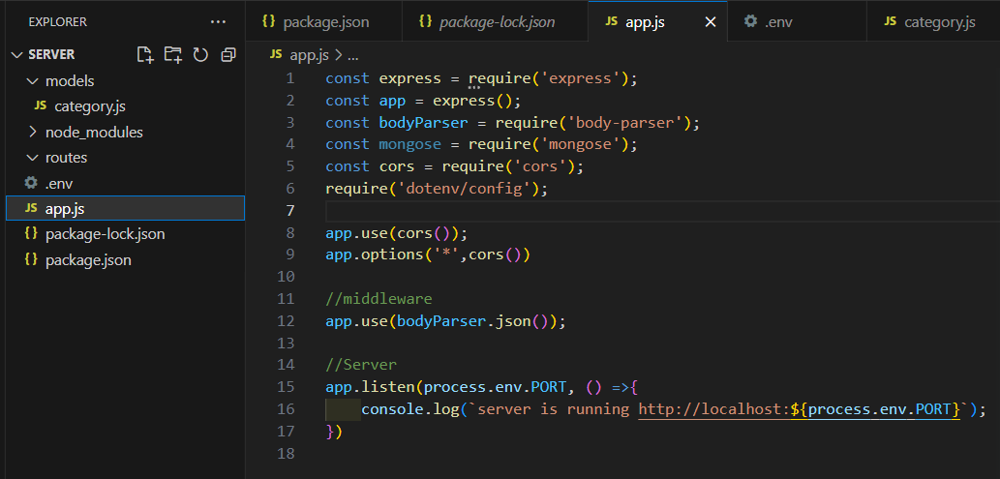 EXPLORER ...
package.json
package-lock.json
app.js
.env
category.js
SERVER
models
JS category.js
node_modules
routes
.env
JS app.js
{} package-lock.json
{} package.json
JS app.js > ...
1 const express = require('express');
2 const app = express();
3 const bodyParser = require('body-parser');
4 const mongose = require('mongose');
5 const cors = require('cors');
6 require('dotenv/config');
7
8 app.use(cors());
9 app.options('*',cors())
10
11 //middleware
12 app.use(bodyParser.json());
13
14 //Server
15 app.listen(process.env.PORT, () =>{
16 console.log(`server is running http://localhost:${process.env.PORT}`);
17 })
18